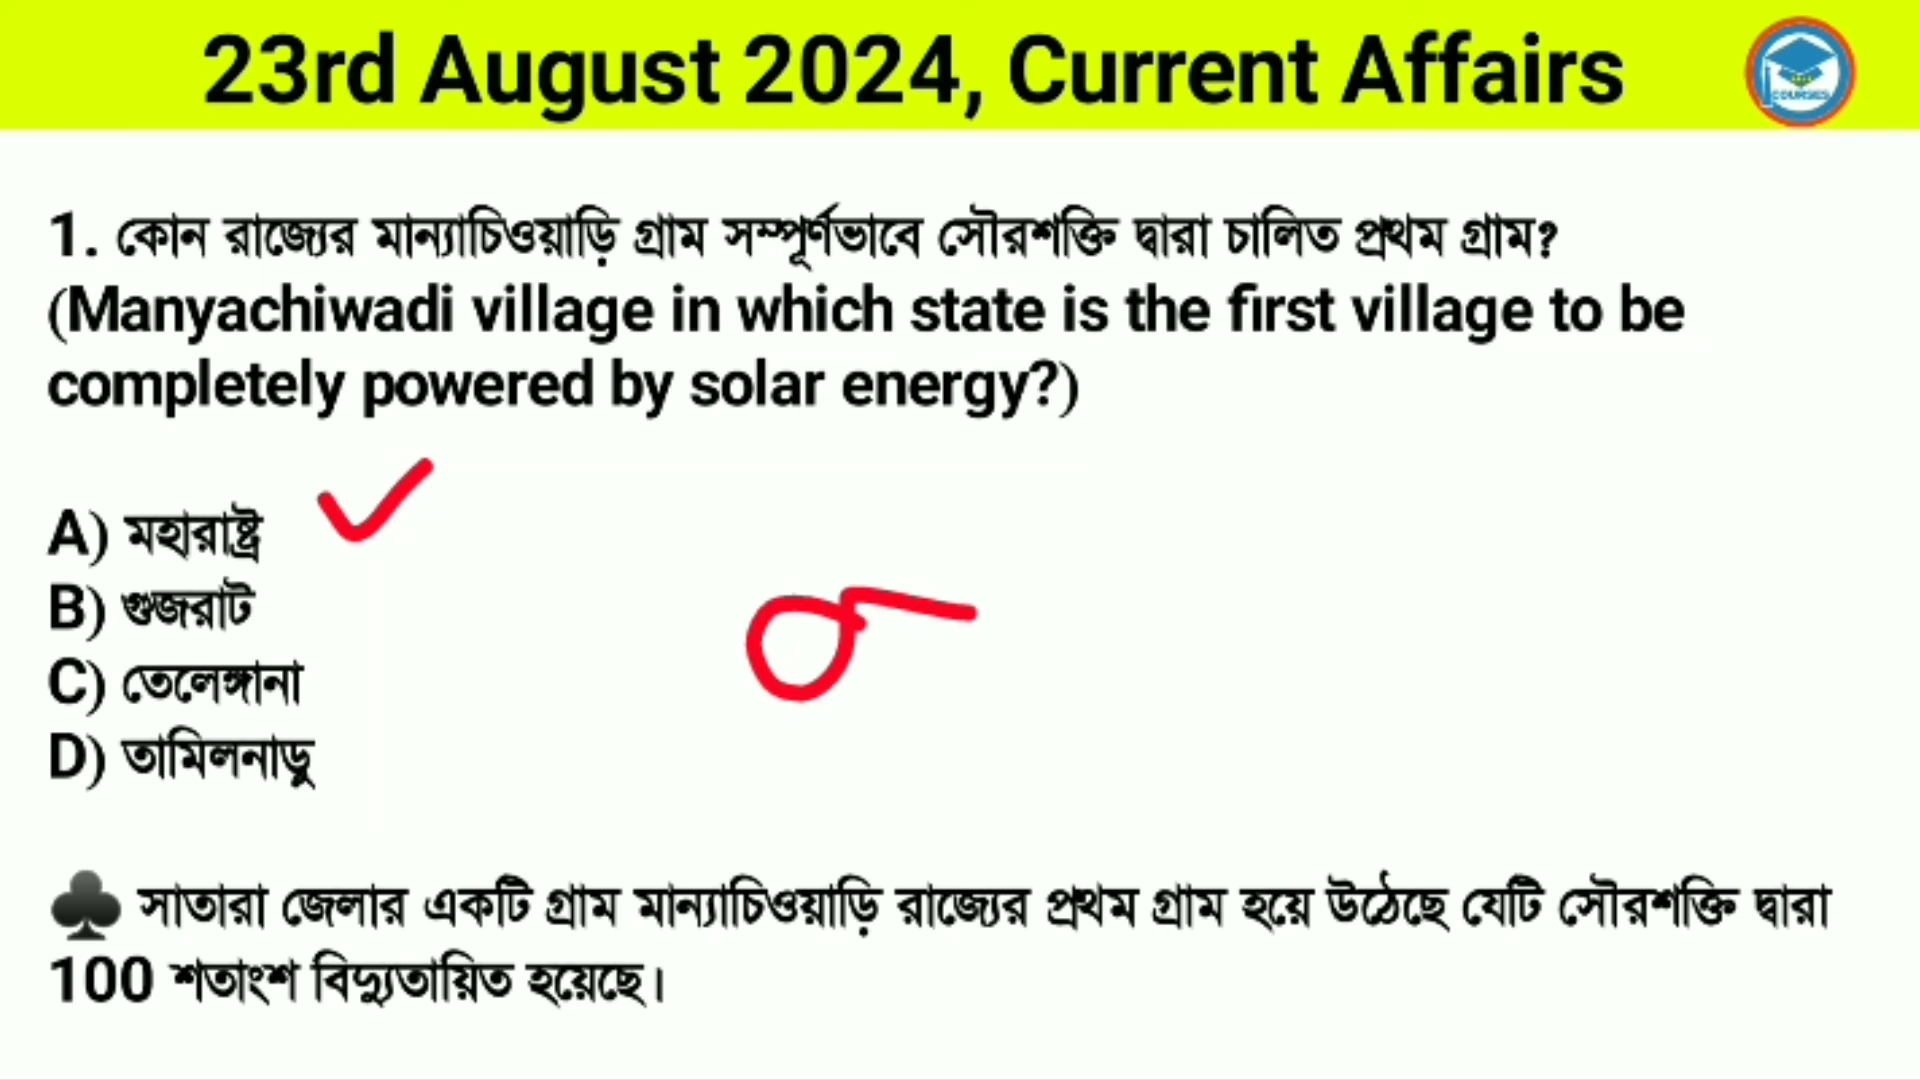 23rd August 2024, Current Affairs
COURSES
1. কোন রাজ্যের মান্যাচিওয়াড়ি গ্রাম সম্পূর্ণভাবে সৌরশক্তি দ্বারা চালিত প্রথম গ্রাম?
(Manyachiwadi village in which state is the first village to be
completely powered by solar energy?)
A) মহারাষ্ট্র
B) গুজরাট
C) তেলেঙ্গানা
D) তামিলনাড়ু
♣ সাতারা জেলার একটি গ্রাম মান্যাচিওয়াড়ি রাজ্যের প্রথম গ্রাম হয়ে উঠেছে যেটি সৌরশক্তি দ্বারা
100 শতাংশ বিদ্যুতায়িত হয়েছে।